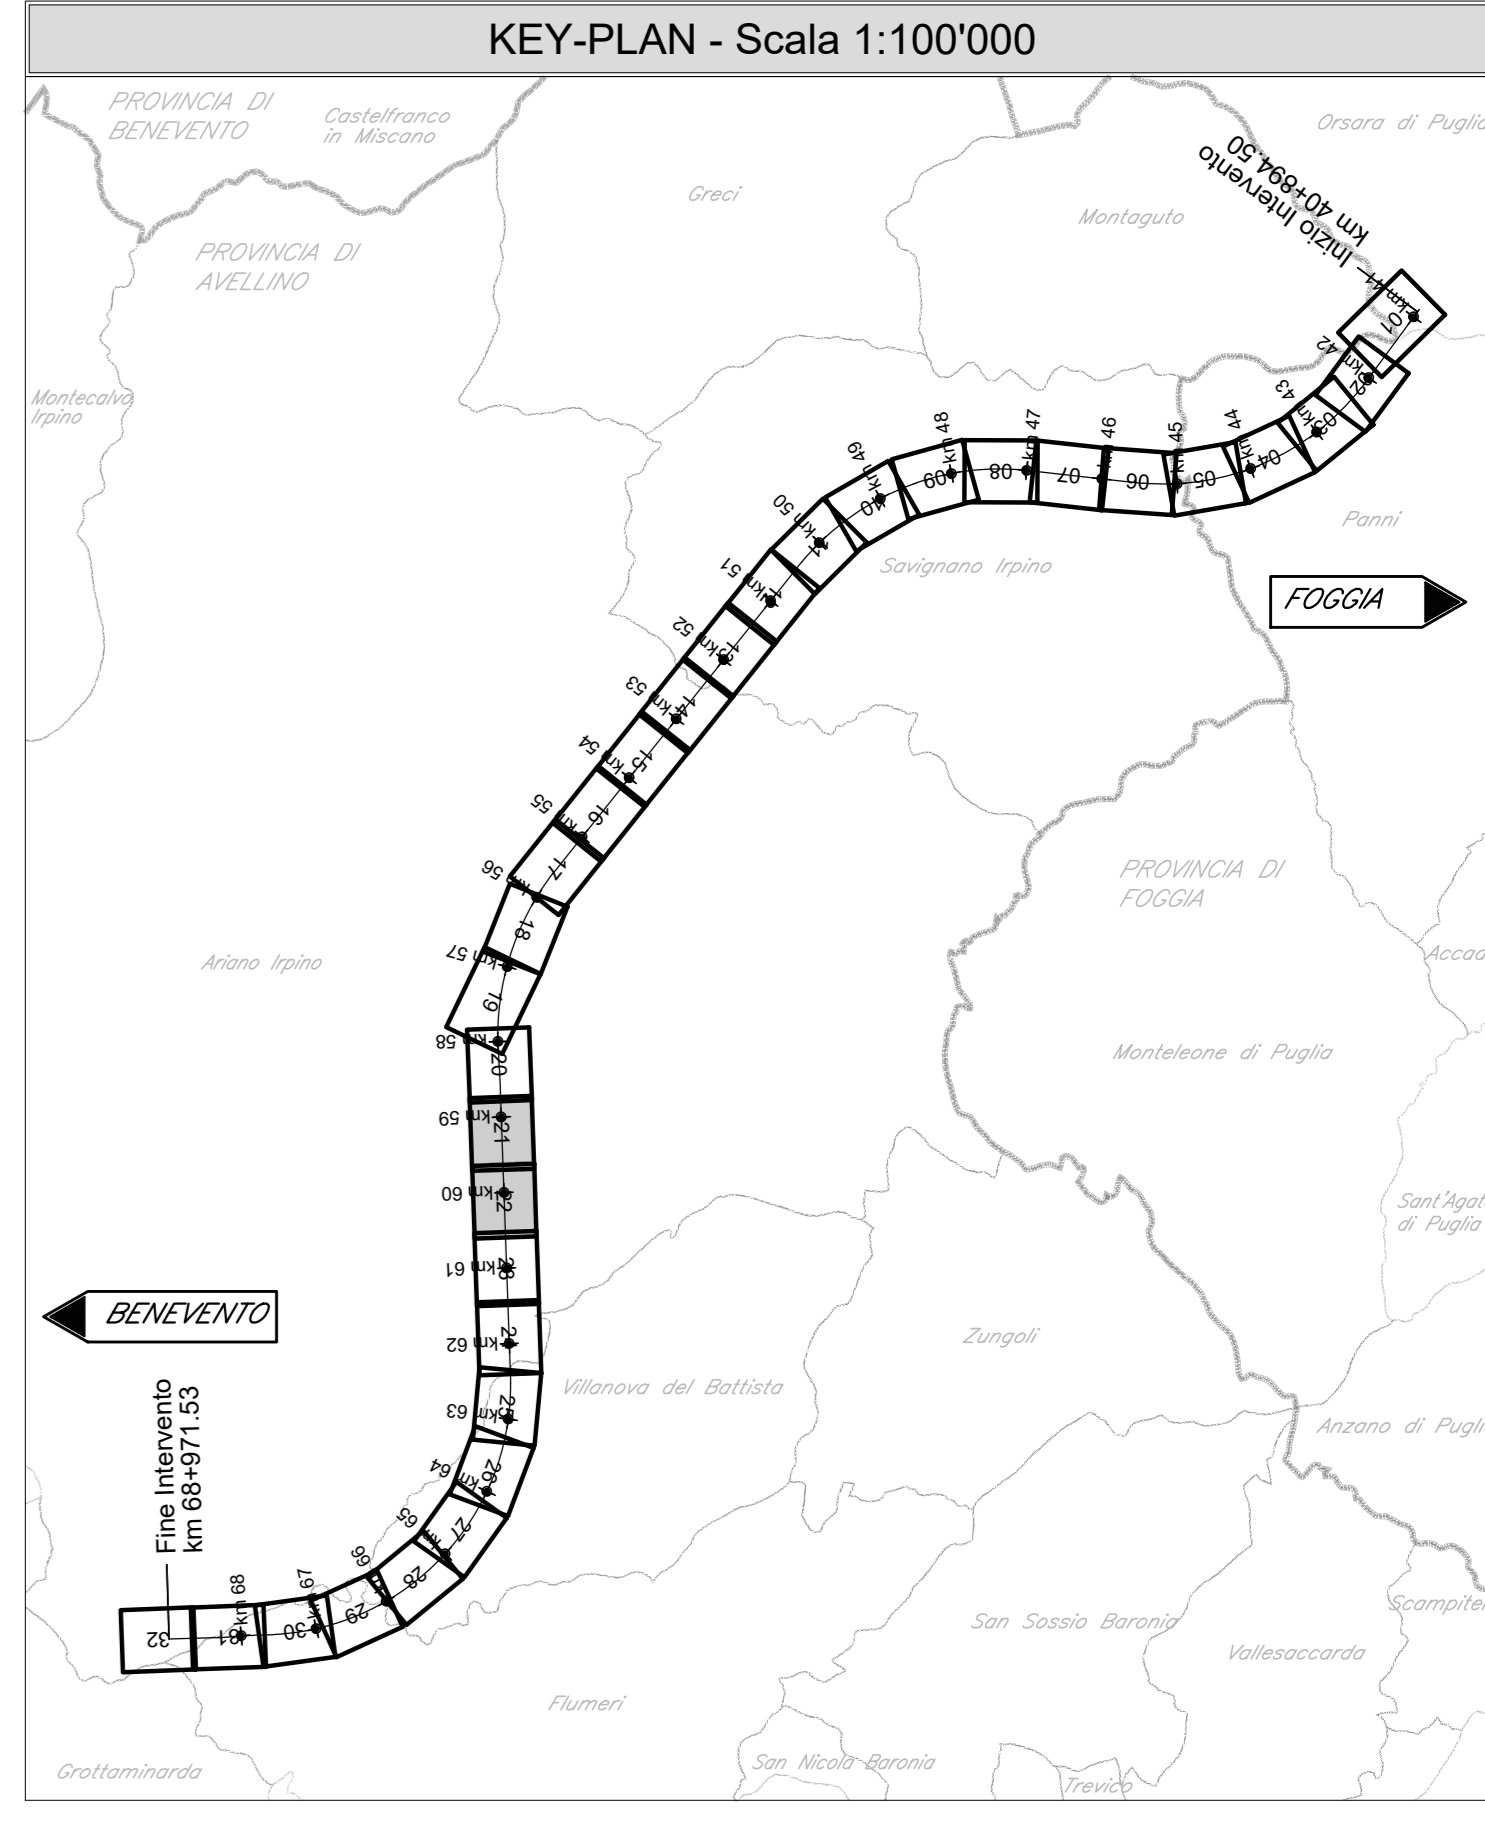 KEY-PLAN - Scala 1:100'000
PROVINCIA DI
BENEVENTO
Castelfranco
in Miscano
Orsara di Puglia
Greci
Montaguto
Inizio Intervento
km 40+894.50
PROVINCIA DI
AVELLINO
km 41
01
km 42
02
Montecalvo
Irpino
km 43
03
km 44
04
km 45
05
km 46
06
km 47
07
km 48
08
km 49
09
10
km 50
11
Panni
Savignano Irpino
FOGGIA
km 51
12
km 52
13
km 53
14
km 54
15
km 55
16
km 56
17
PROVINCIA DI
FOGGIA
18
Ariano Irpino
km 57
Accad
19
km 58
20
Monteleone di Puglia
km 59
21
km 60
22
Sant'Agat
di Puglia
km 61
23
BENEVENTO
km 62
24
Zungoli
Villanova del Battista
km 63
25
Anzano di Pugli
Fine Intervento
km 68+971.53
km 64
26
km 65
27
km 66
28
km 67
29
km 68
30
31
32
Scampite
San Sossio Baronia
Vallesaccarda
Flumeri
San Nicola Baronia
Grottaminarda
Trevico